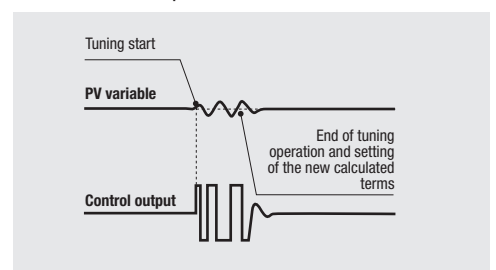 Tuning start
PV variable
End of tuning
operation and setting
of the new calculated
terms
Control output